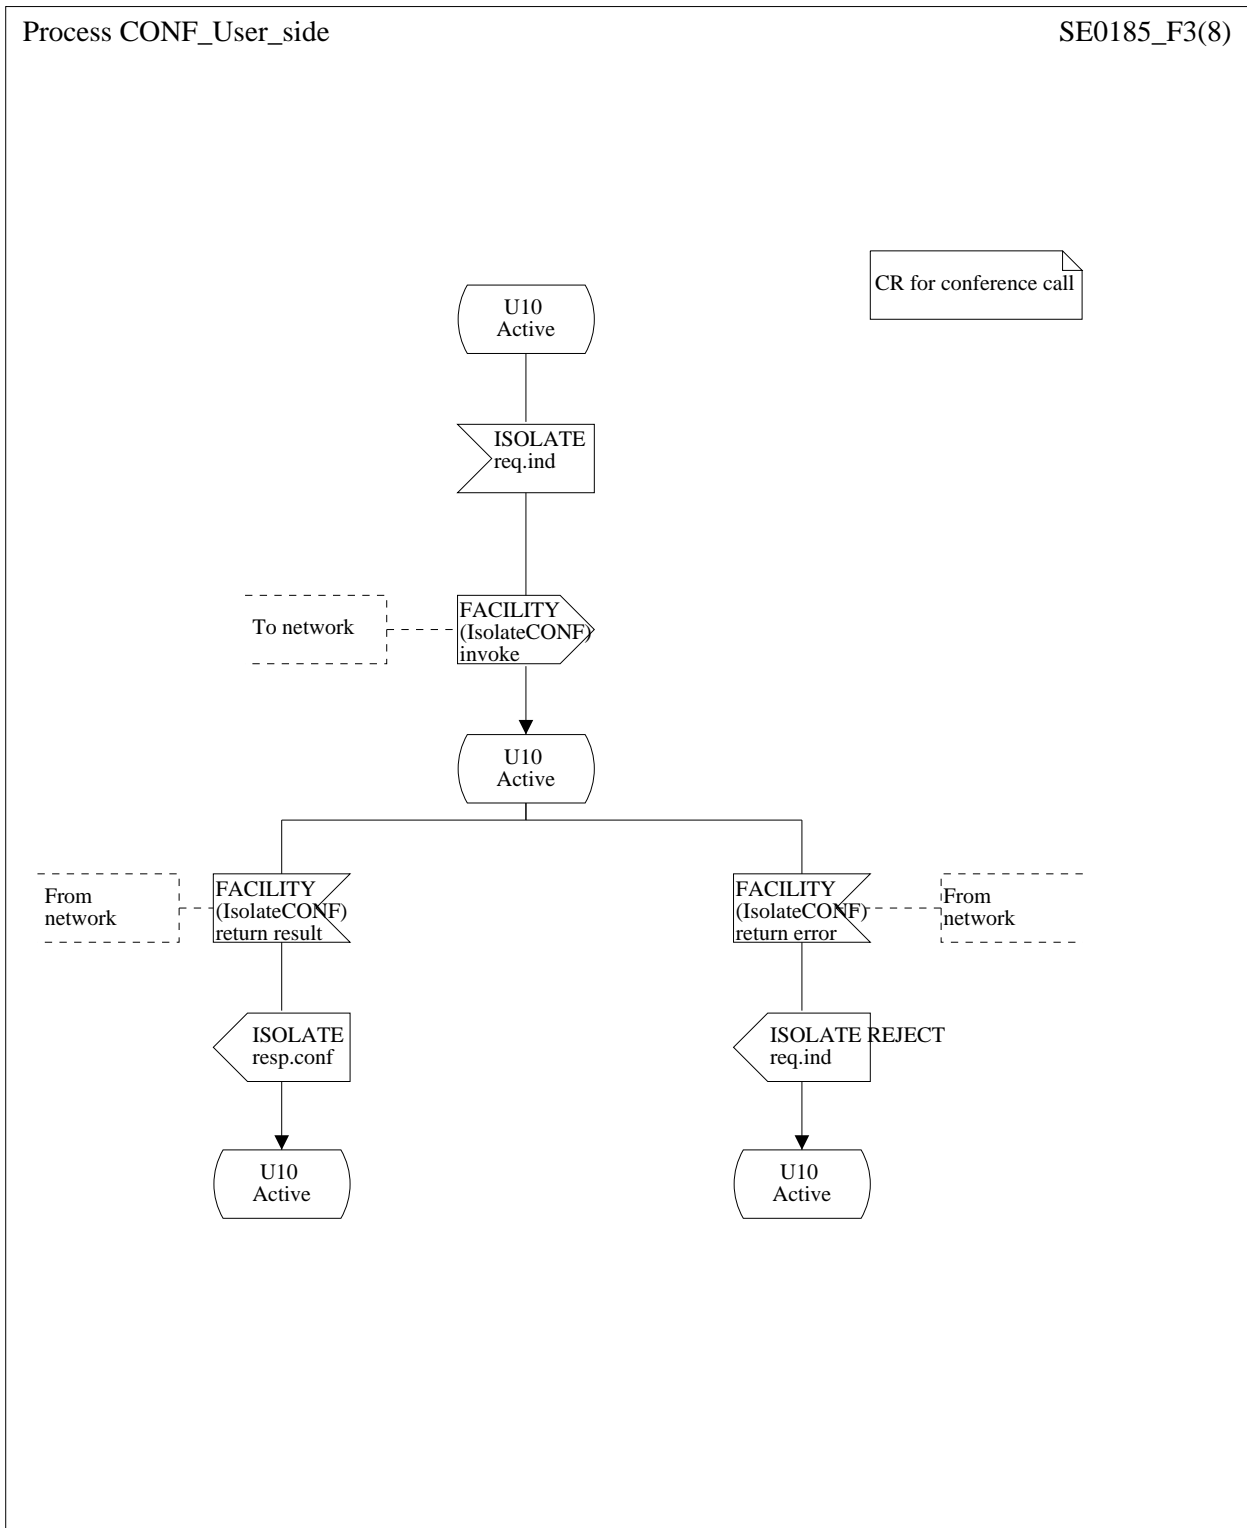 Process CONF_User_side
SE0185_F3(8)
CR for conference call
U10
Active
ISOLATE
req.ind
To network
FACILITY
(IsolateCONF)
invoke
U10
Active
From
network
FACILITY
(IsolateCONF)
return result
FACILITY
(IsolateCONF)
return error
From
network
ISOLATE
resp.conf
ISOLATE REJECT
req.ind
U10
Active
U10
Active